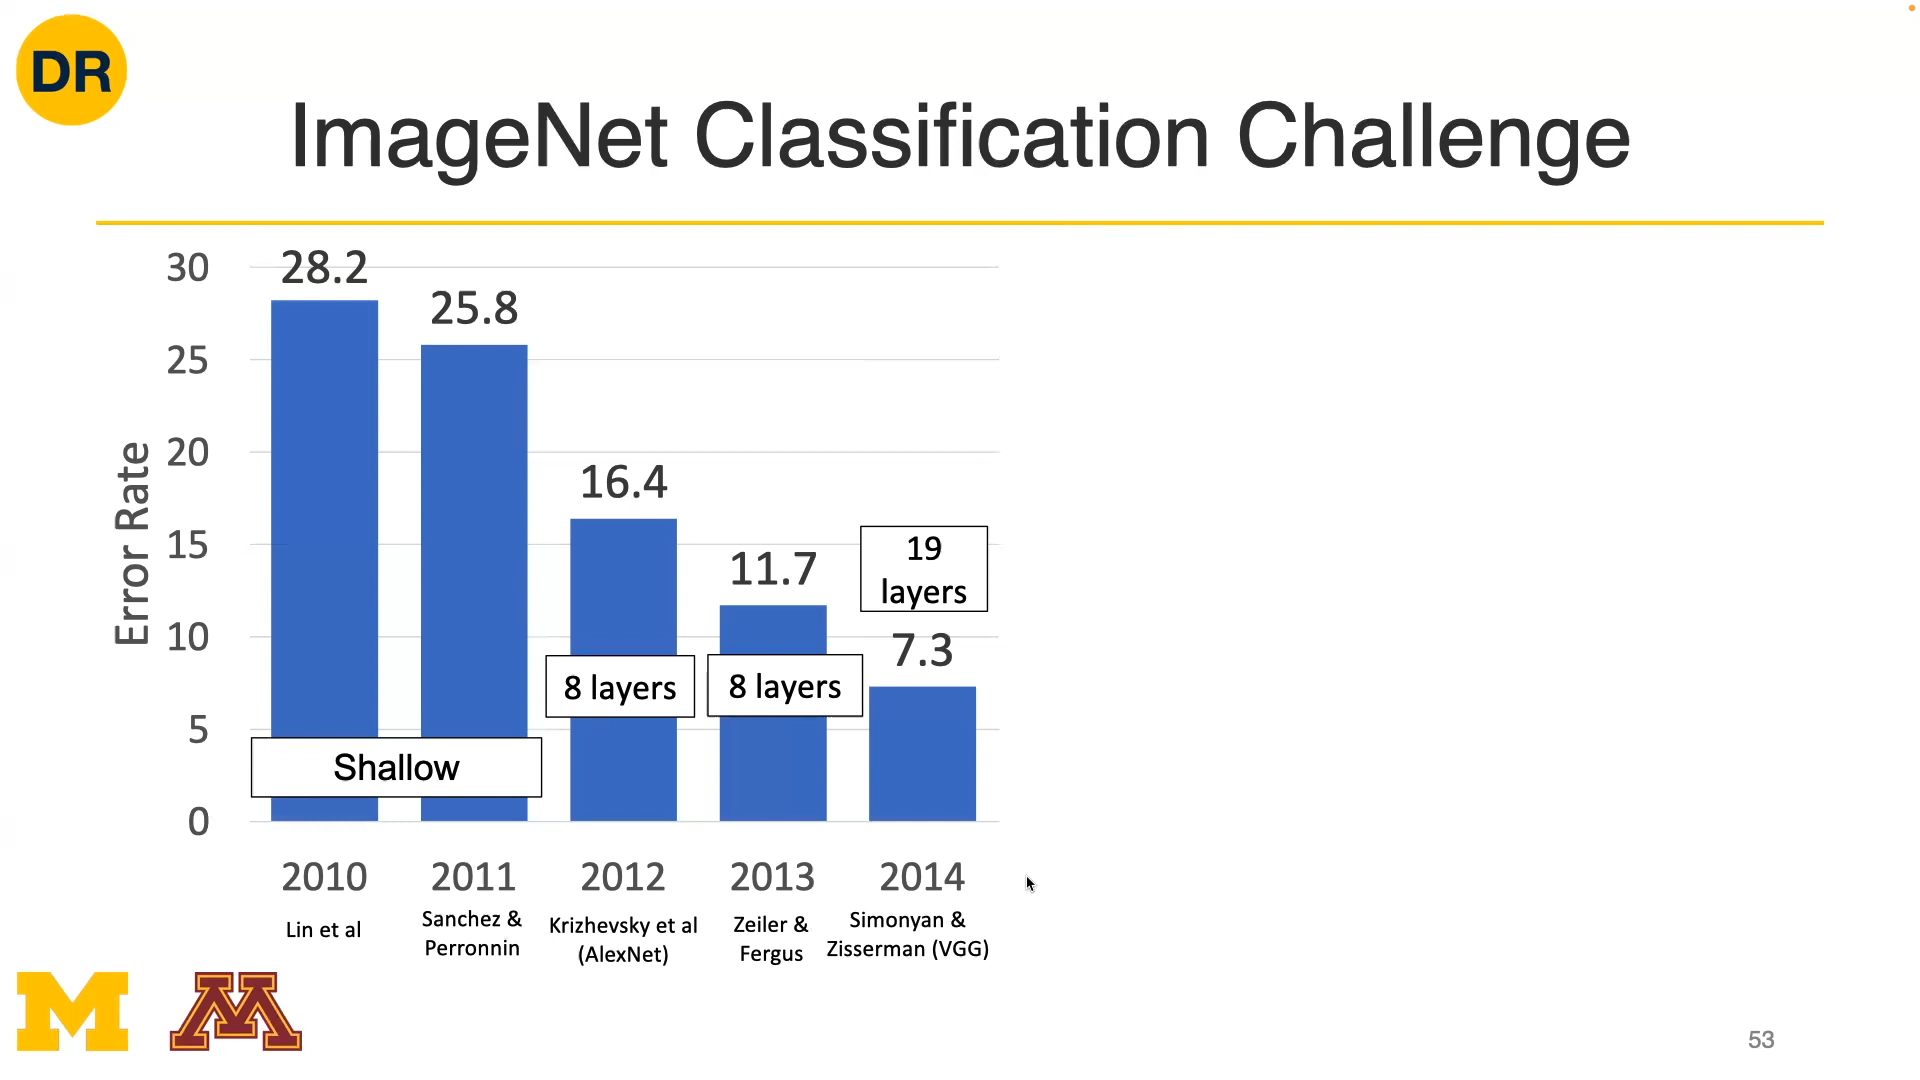 DR
ImageNet Classification Challenge
Error Rate
30
25
20
15
10
5
0
28.2
25.8
16.4
11.7
7.3
Shallow
8 layers
8 layers
19
layers
2010
2011
2012
2013
2014
Lin et al
Sanchez &
Perronnin
Krizhevsky et al
(AlexNet)
Zeiler &
Fergus
Simonyan &
Zisserman (VGG)
M
M
53